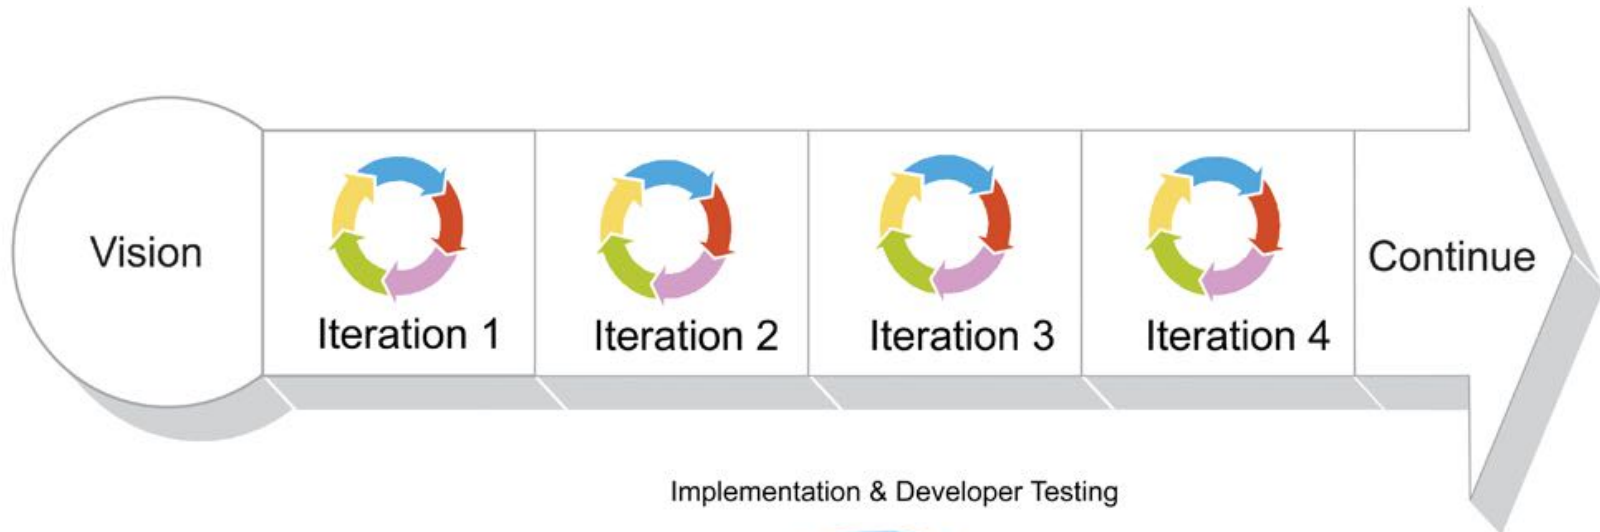 Vision
Iteration 1
Iteration 2
Iteration 3
Iteration 4
Continue
Implementation & Developer Testing